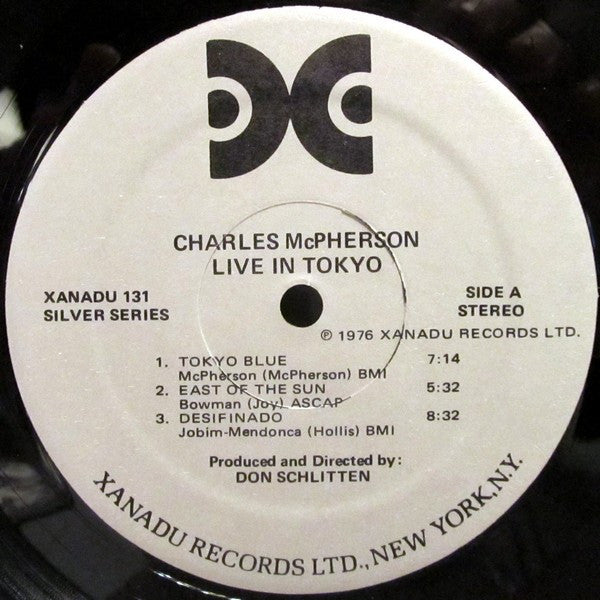 CHARLES McPHERSON
LIVE IN TOKYO
XANADU 131
SILVER SERIES
SIDE A
STEREO
℗ 1976 XANADU RECORDS LTD.
1. TOKYO BLUE 7:14
McPherson (McPherson) BMI
2. EAST OF THE SUN 5:32
Bowman (Joy) ASCAP
3. DESIFINADO 8:32
Jobim-Mendonca (Hollis) BMI
Produced and Directed by:
DON SCHLITTEN
XANADU RECORDS LTD., NEW YORK, N.Y.